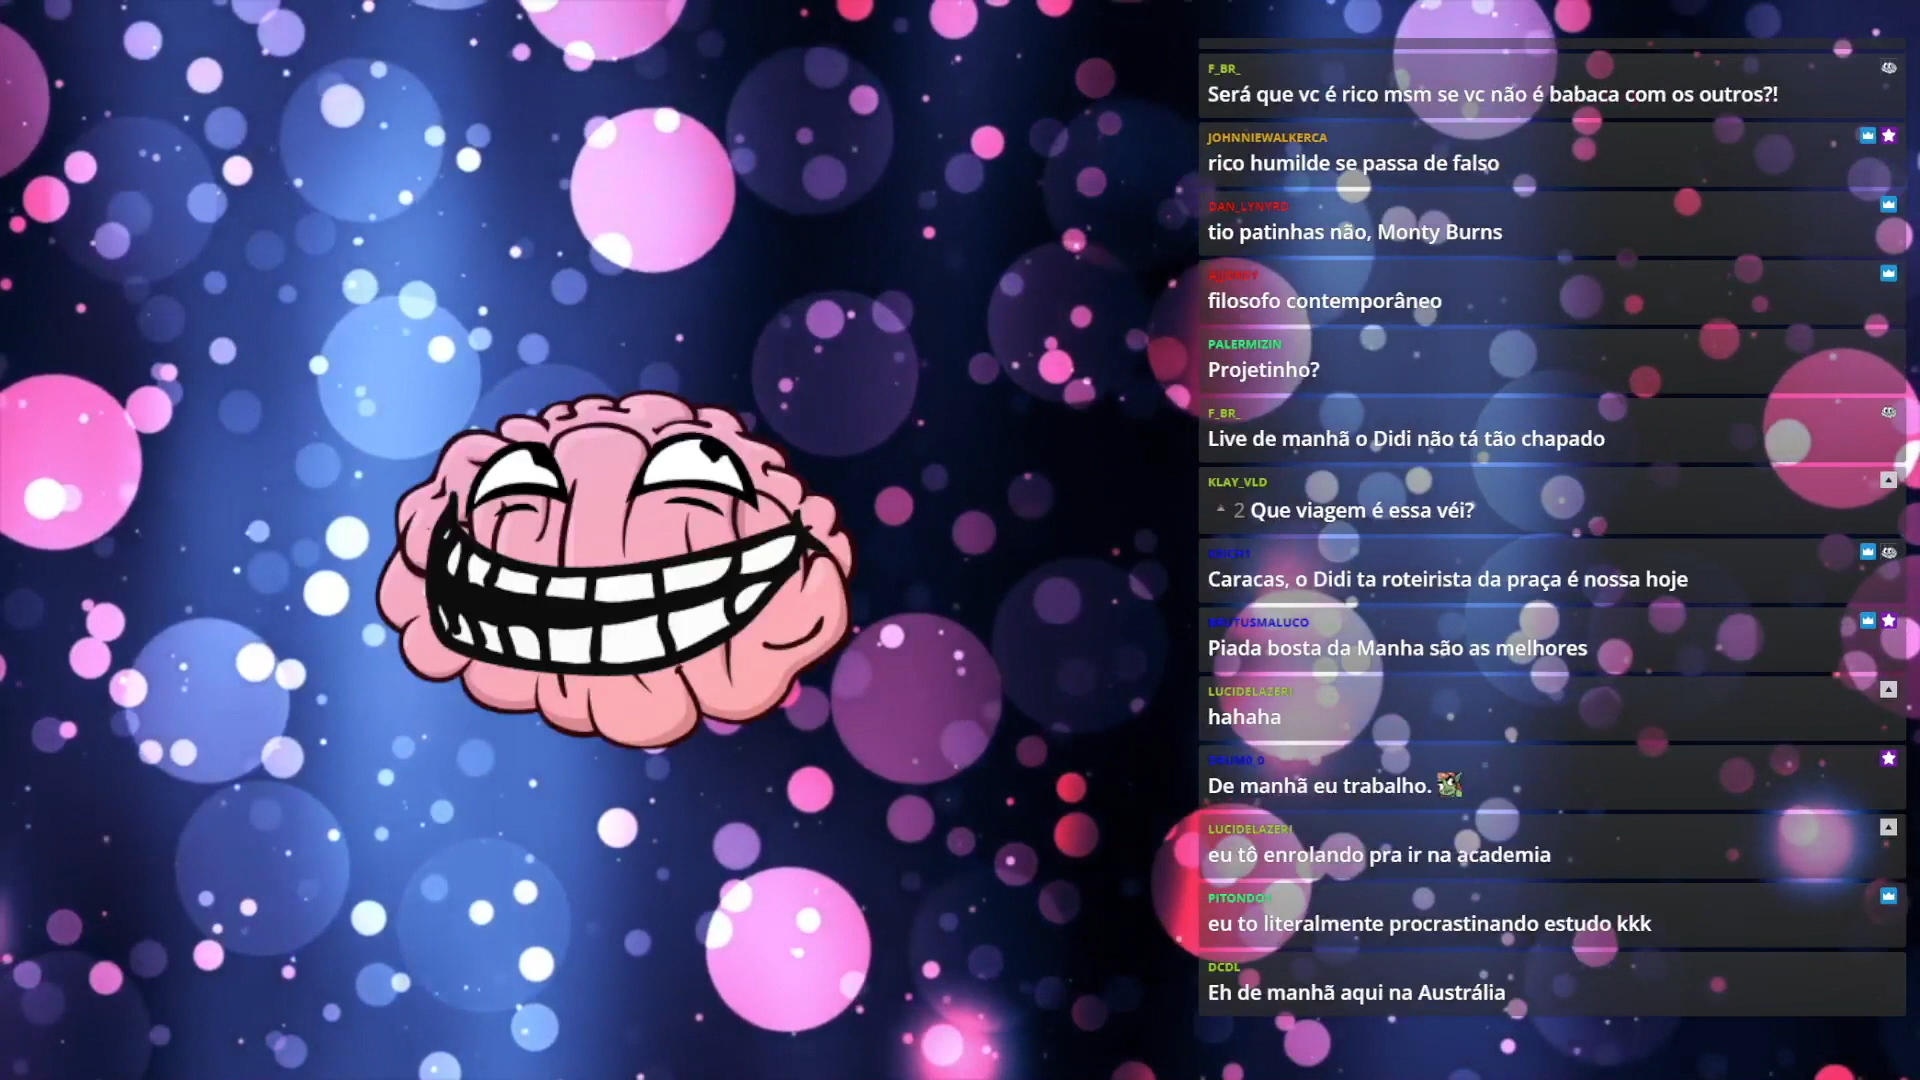 F_BR_
Será que vc é rico msm se vc não é babaca com os outros?!
JOHNNIEWALKERCA
rico humilde se passa de falso
DAN_LYNYRD
tio patinhas não, Monty Burns
filosofo contemporâneo
PALERMIZIN
Projetinho?
F_BR_
Live de manhã o Didi não tá tão chapado
KLAY_VLD
2 Que viagem é essa véi?
Caracas, o Didi ta roteirista da praça é nossa hoje
Piada bosta da Manha são as melhores
LUCIDELAZERI
hahaha
De manhã eu trabalho.
LUCIDELAZERI
eu tô enrolando pra ir na academia
eu to literalmente procrastinando estudo kkk
DCDL
Eh de manhã aqui na Austrália